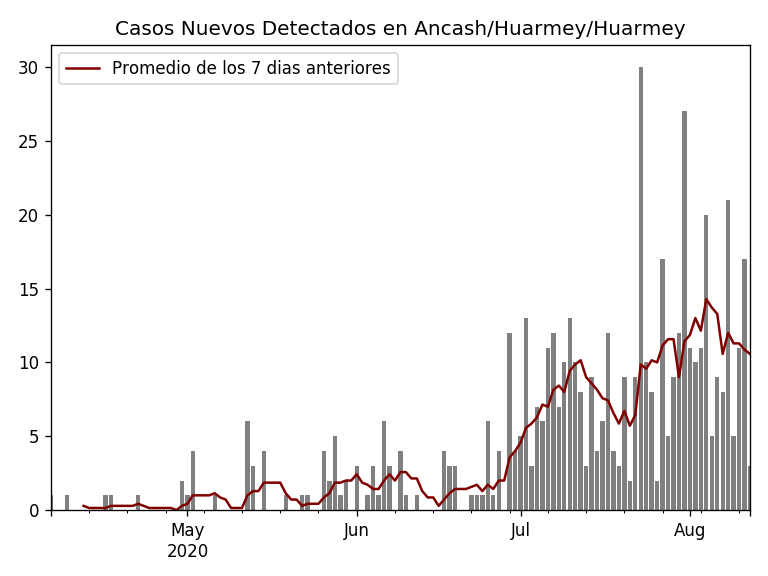 Casos Nuevos Detectados en Ancash/Huarmey/Huarmey
Promedio de los 7 dias anteriores
30
25
20
15
10
5
0
May
2020
Jun
Jul
Aug